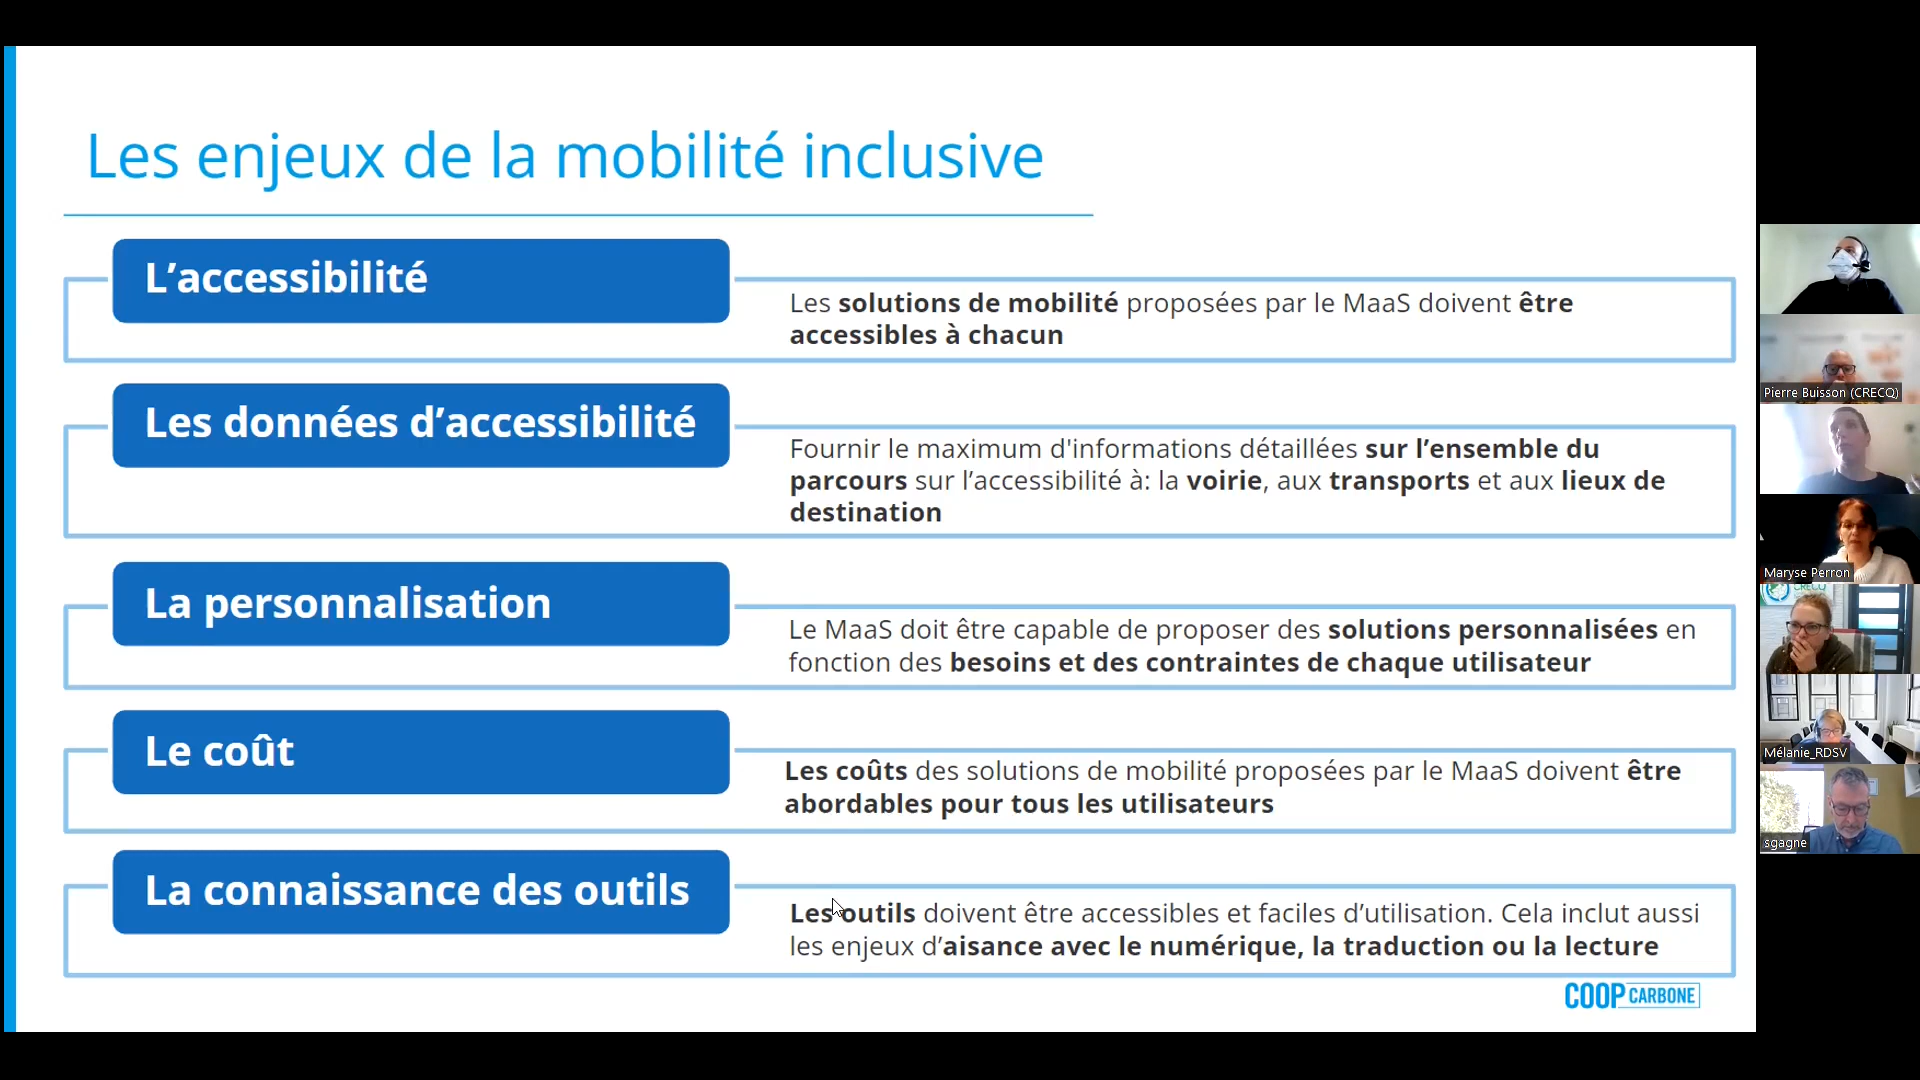 Les enjeux de la mobilité inclusive
L’accessibilité
Les solutions de mobilité proposées par le MaaS doivent être
accessibles à chacun
Les données d’accessibilité
Fournir le maximum d'informations détaillées sur l’ensemble du
parcours sur l’accessibilité à: la voirie, aux transports et aux lieux de
destination
La personnalisation
Le MaaS doit être capable de proposer des solutions personnalisées en
fonction des besoins et des contraintes de chaque utilisateur
Le coût
Les coûts des solutions de mobilité proposées par le MaaS doivent être
abordables pour tous les utilisateurs
La connaissance des outils
Les outils doivent être accessibles et faciles d’utilisation. Cela inclut aussi
les enjeux d’aisance avec le numérique, la traduction ou la lecture
COOP CARBONE
Pierre Buisson (CRECQ)
Maryse Perron
CRECQ
Mélanie_RDSV
sgagne